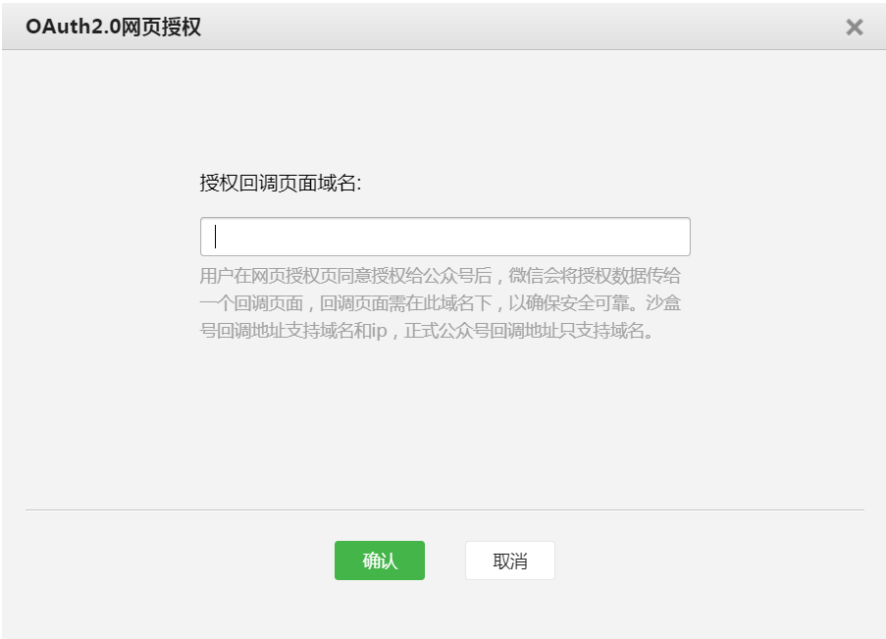 OAuth2.0网页授权
授权回调页面域名:
用户在网页授权页同意授权给公众号后，微信会将授权数据传给
一个回调页面，回调页面需在此域名下，以确保安全可靠。沙盒
号回调地址支持域名和ip，正式公众号回调地址只支持域名。
确认
取消